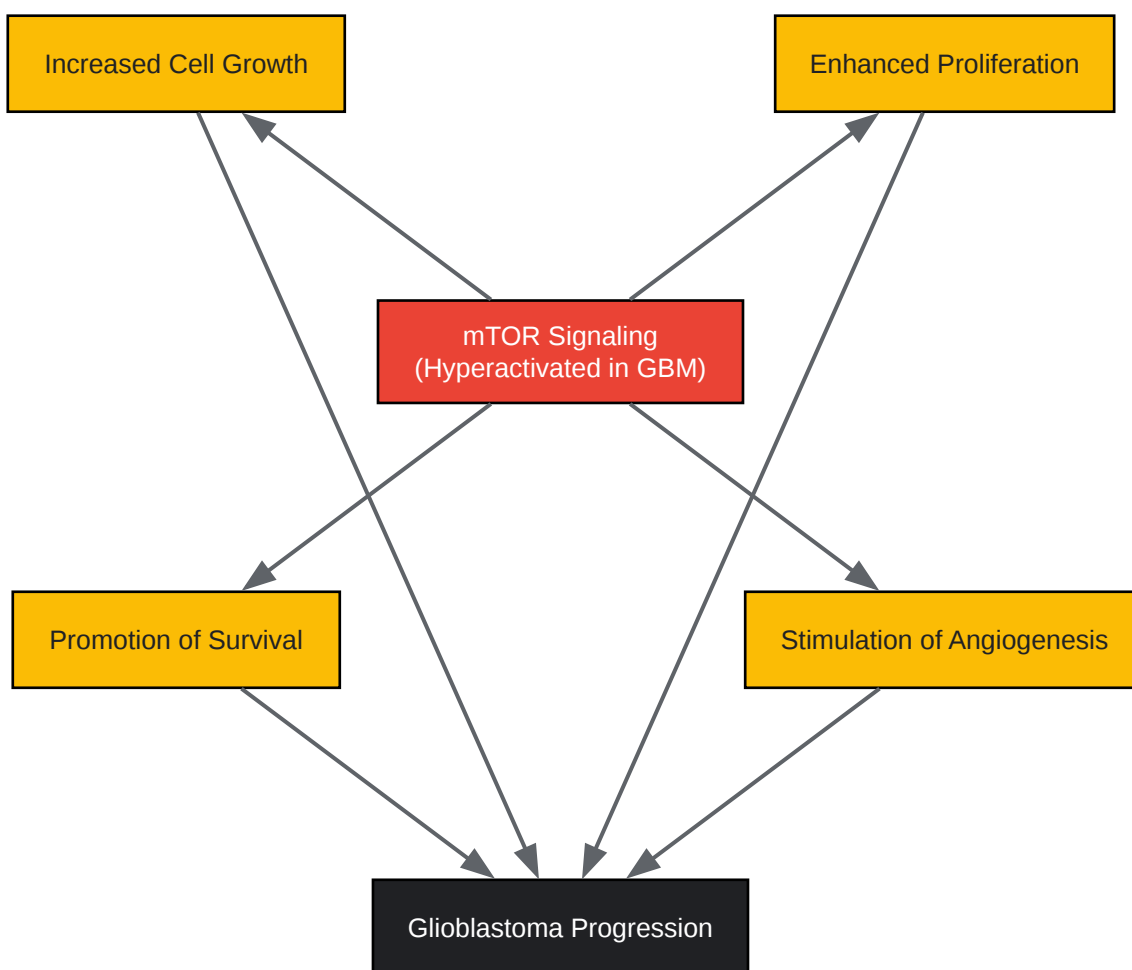 Increased Cell Growth
Enhanced Proliferation
mTOR Signaling
(Hyperactivated in GBM)
Promotion of Survival
Stimulation of Angiogenesis
Glioblastoma Progression